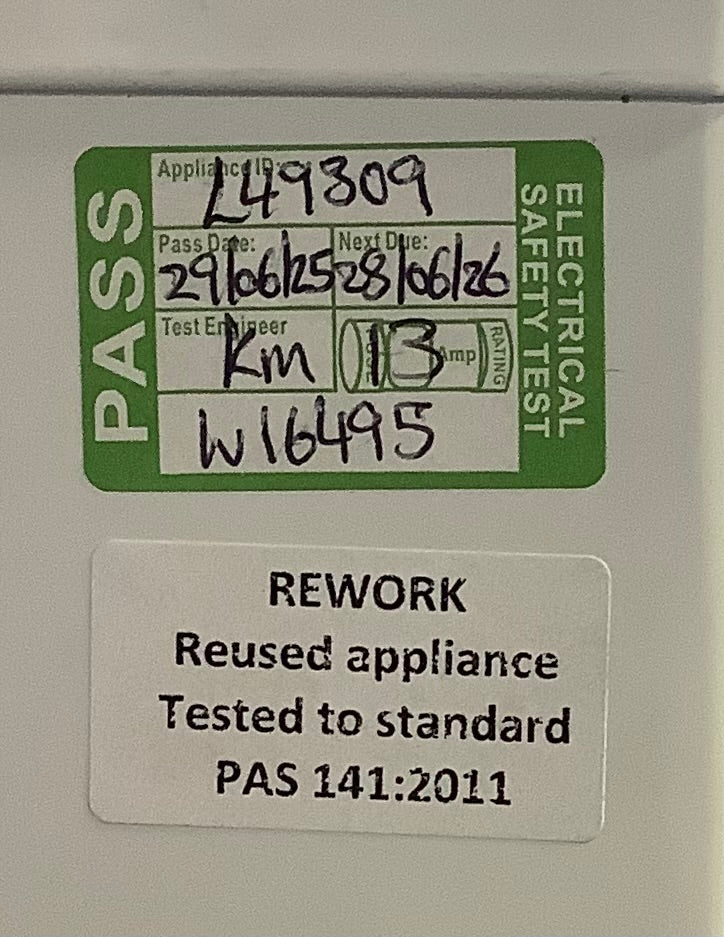 PASS
Appliance ID:
L49309
Pass Date:
29/06/25
Next Due:
28/06/26
Test Engineer
Km
13 Amp
RATING
W16495
ELECTRICAL
SAFETY TEST
REWORK
Reused appliance
Tested to standard
PAS 141:2011